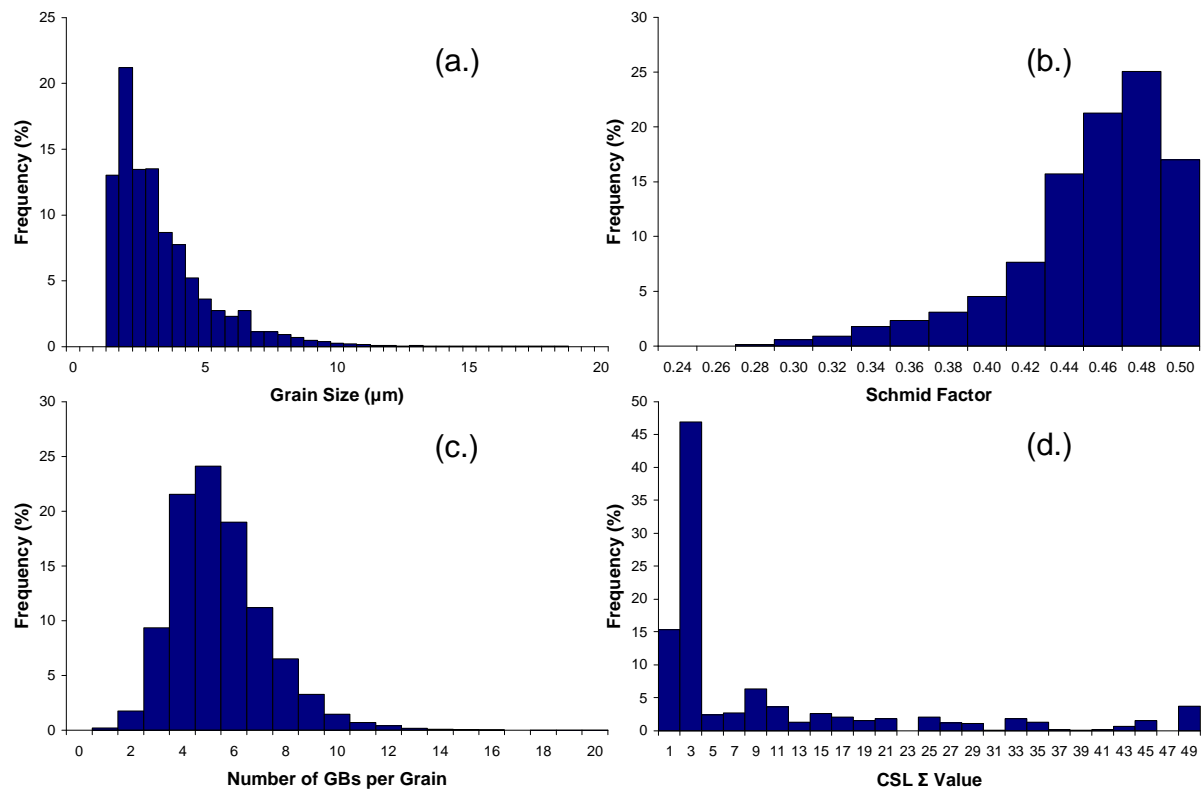 (a.)
Frequency (%)
25
20
15
10
5
0
0 5 10 15 20
Grain Size (µm)
(b.)
Frequency (%)
30
25
20
15
10
5
0
0.24 0.26 0.28 0.30 0.32 0.34 0.36 0.38 0.40 0.42 0.44 0.46 0.48 0.50
Schmid Factor
(c.)
Frequency (%)
30
25
20
15
10
5
0
0 2 4 6 8 10 12 14 16 18 20
Number of GBs per Grain
(d.)
Frequency (%)
50
45
40
35
30
25
20
15
10
5
0
1 3 5 7 9 11 13 15 17 19 21 23 25 27 29 31 33 35 37 39 41 43 45 47 49
CSL Σ Value